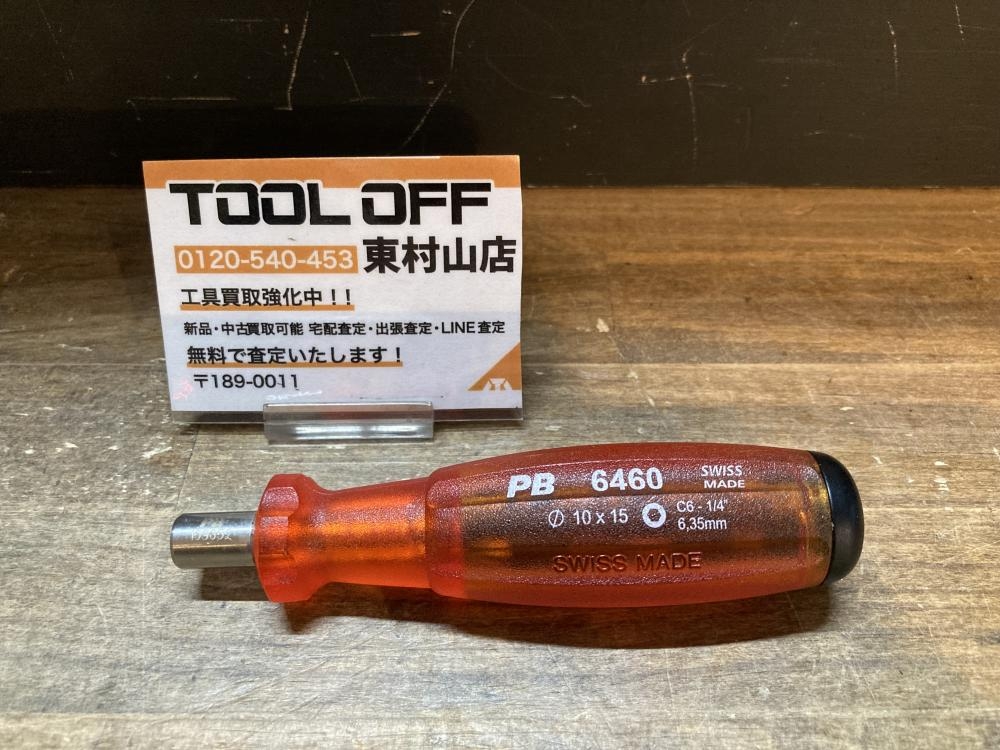 TOOL OFF
0120-540-453 東村山店
工具買取強化中！！
新品・中古買取可能 宅配査定・出張査定・LINE査定
無料で査定いたします！
〒189-0011
PB 6460 SWISS MADE
10 x 15 C6 - 1/4"
6,35mm
SWISS MADE